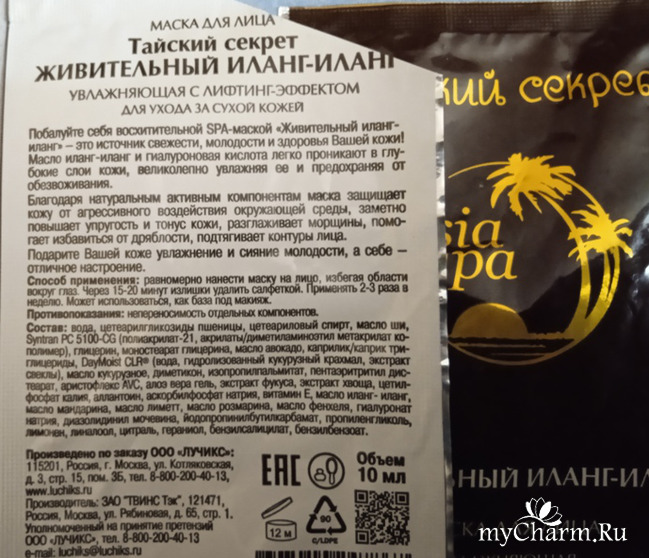 МАСКА ДЛЯ ЛИЦА
Тайский секрет
ЖИВИТЕЛЬНЫЙ ИЛАНГ-ИЛАНГ
УВЛАЖНЯЮЩАЯ С ЛИФТИНГ-ЭФФЕКТОМ
ДЛЯ УХОДА ЗА СУХОЙ КОЖЕЙ
Побалуйте себя восхитительной SPA-маской «Живительный иланг-
иланг» – это источник свежести, молодости и здоровья Вашей кожи!
Масло иланг-иланг и гиалуроновая кислота легко проникают в глу-
бокие слои кожи, великолепно увлажняя ее и предохраняя от
обезвоживания.
Благодаря натуральным активным компонентам маска защищает
кожу от агрессивного воздействия окружающей среды, заметно
повышает упругость и тонус кожи, разглаживает морщины, помо-
гает избавиться от дряблости, подтягивает контуры лица.
Подарите Вашей коже увлажнение и сияние молодости, а себе –
отличное настроение.
Способ применения: равномерно нанести маску на лицо, избегая области
вокруг глаз. Через 15-20 минут излишки удалить салфеткой. Применять 2-3 раза в
неделю. Может использоваться, как база под макияж.
Противопоказания: непереносимость отдельных компонентов.
Состав: вода, цетеарилглюкозиды пшеницы, цетеариловый спирт, масло ши,
Syntran PC 5100-CG (полиакрилат-21, акрилаты/диметиламиноэтил метакрилат ко-
полимер), глицерин, моностеарат глицерина, масло авокадо, каприлик/каприк три-
глицериды, DayMoist CLR® (вода, гидролизованный кукурузный крахмал, экстракт
свеклы), масло кукурузное, диметикон, изопропилпальмитат, пентаэритритил дис-
теарат, аристофлекс AVC, алоэ вера гель, экстракт фукуса, экстракт хвоща, цетил-
фосфат калия, аллантоин, аскорбилфосфат натрия, витамин Е, масло иланг- иланг,
масло мандарина, масло лиметт, масло розмарина, масло фенхеля, гиалуронат
натрия, диазолидинил мочевина, йодопропинилбутилкарбамат, пропиленгликоль,
лимонен, линалоол, цитраль, гераниол, бензилсалицилат, бензилбензоат.
Произведено по заказу ООО «ЛУЧИКС»:
115201, Россия, г. Москва, ул. Котляковская,
д. 3, стр. 15, пом. 3Б, тел. 8-800-200-40-13,
www.luchiks.ru
Производитель: ЗАО "ТВИНС Тэк", 121471,
Россия, Москва, ул. Рябиновая, д. 65, стр. 1.
Уполномоченный на принятие претензий
ООО «ЛУЧИКС», тел. 8-800-200-40-13
e-mail: luchiks@luchiks.ru
EAC
Объем
10 мл
12 м
90
C/LDPE
кий секре
sia
pa
НЫЙ ИЛАНГ-ИЛ
МАСКА ДЛЯ ЛИЦА
myCharm.Ru